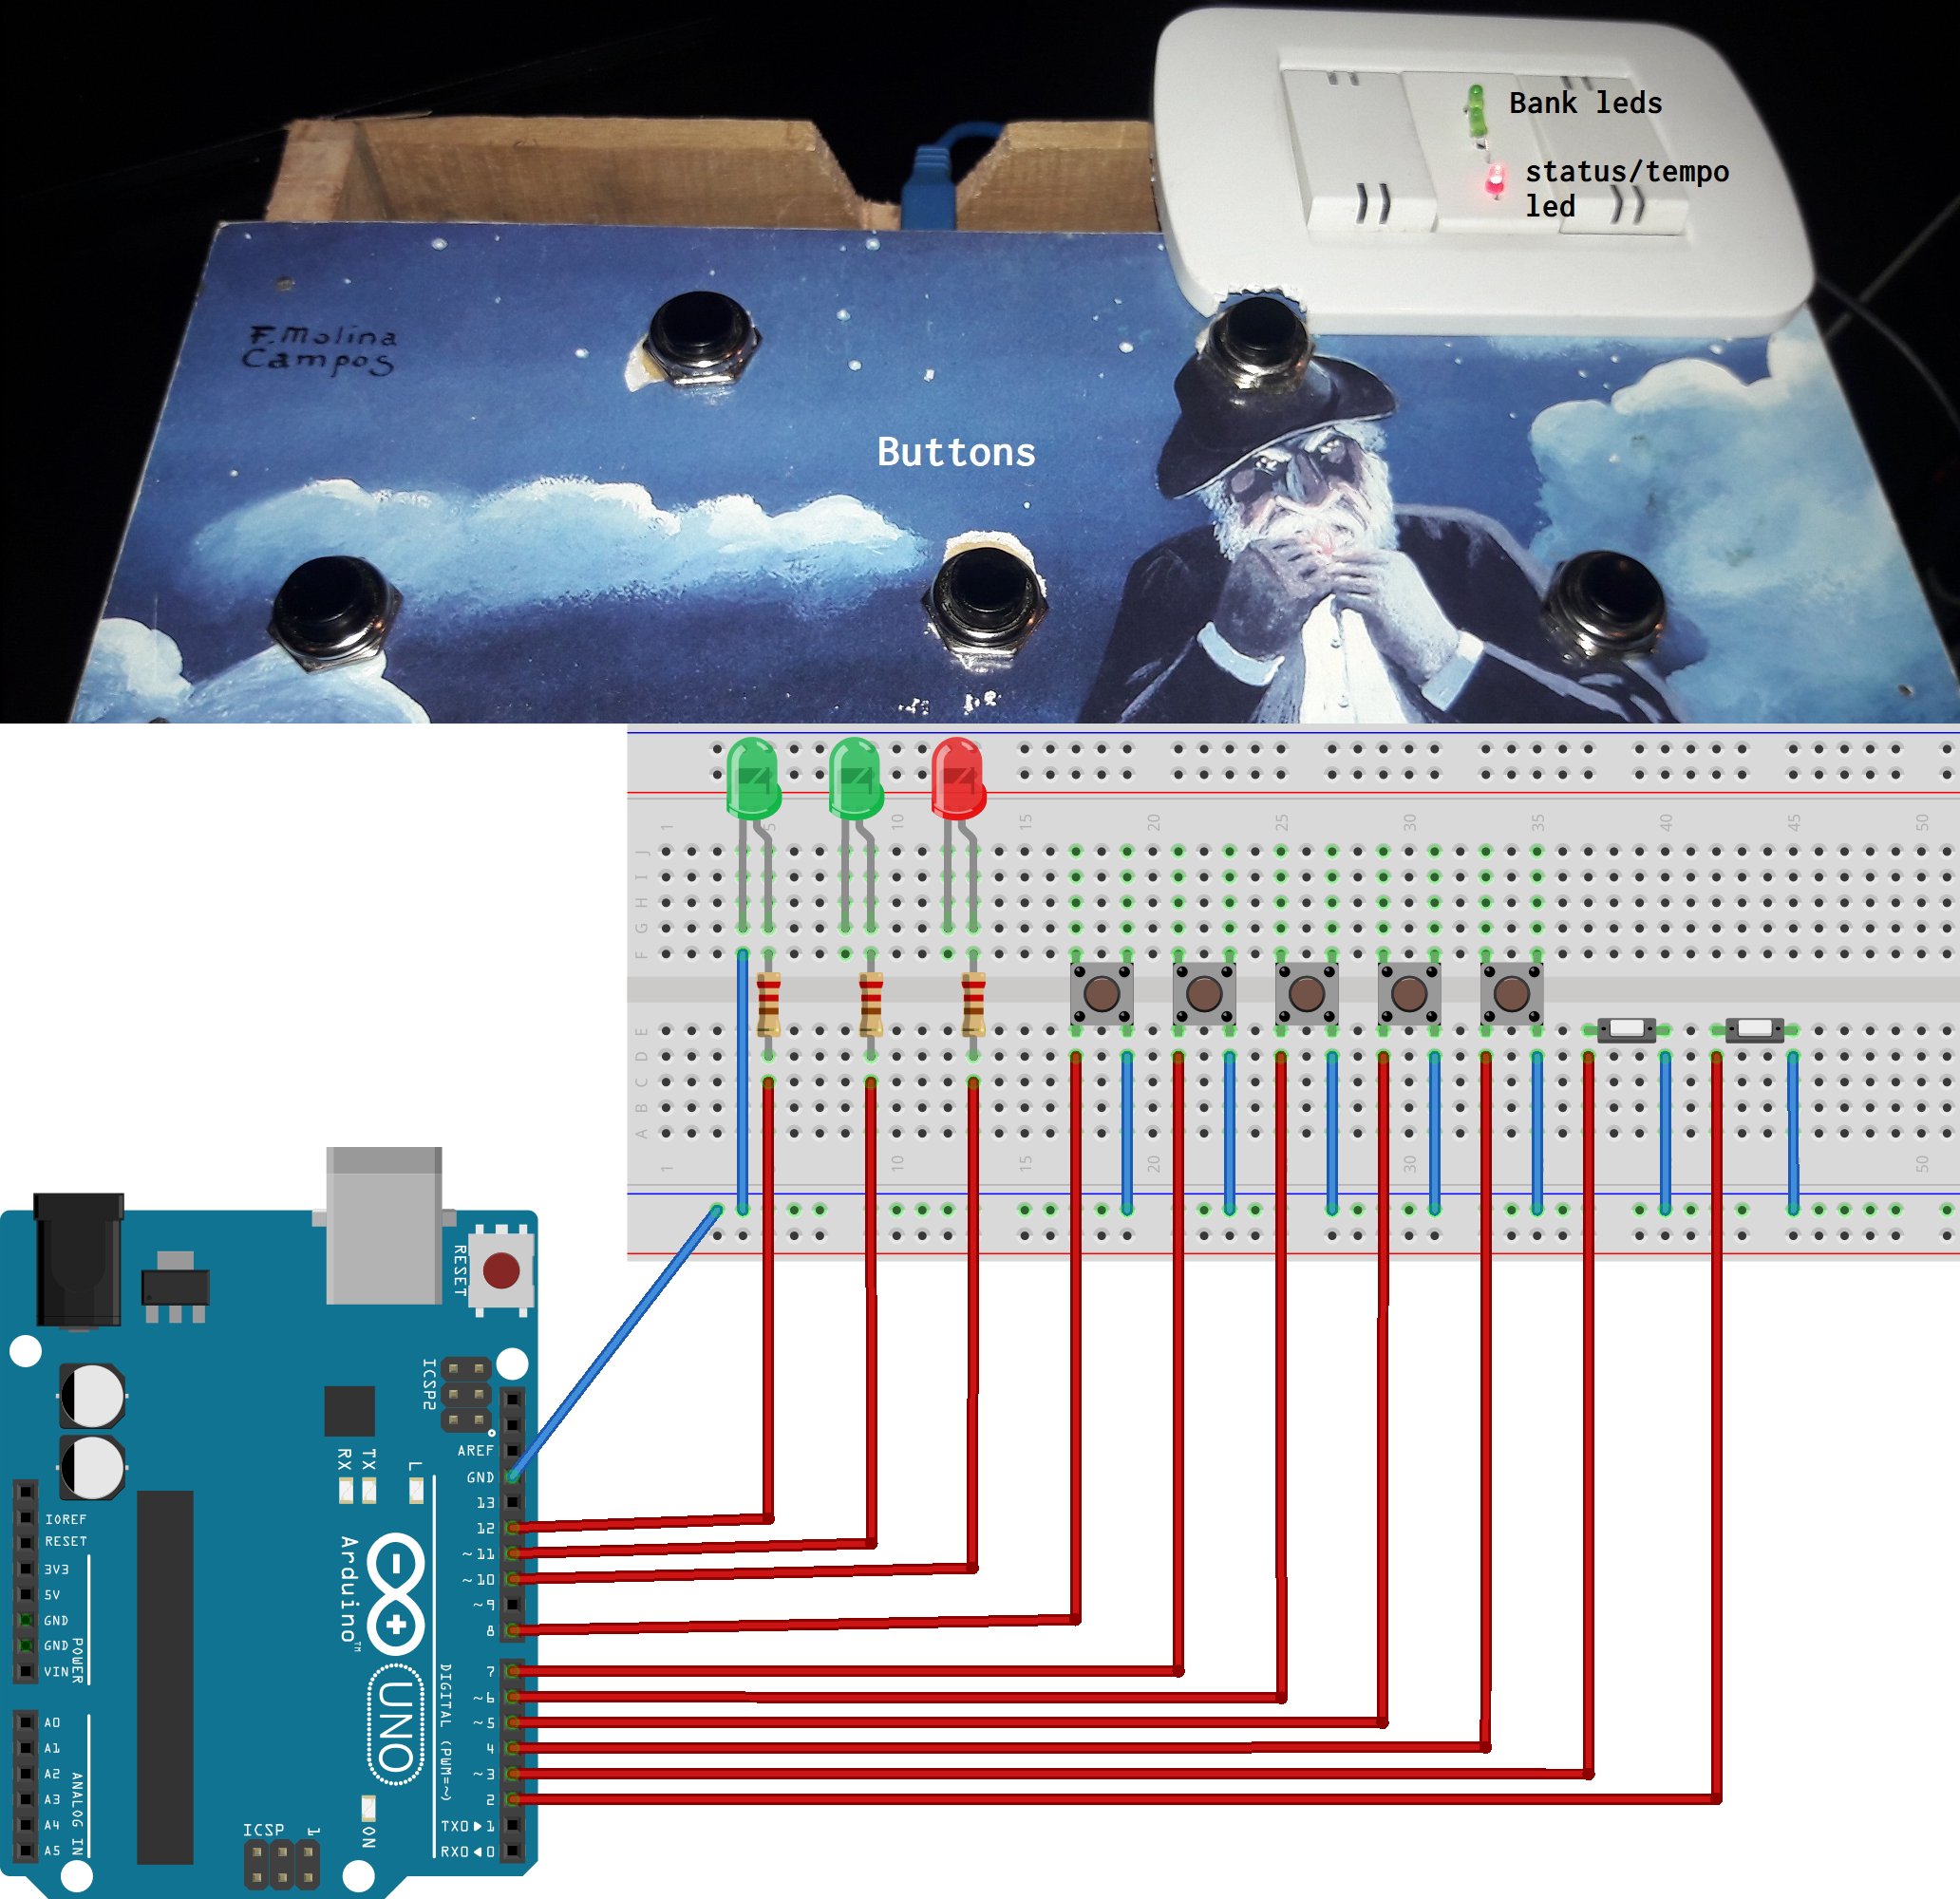 Bank leds
status/tempo
led
F. Molina
Campos
Buttons
1
5
10
15
20
25
30
35
40
45
50
J
I
H
G
F
E
D
C
B
A
1
10
15
20
30
50
RESET
ICSP2
AREF
GND
13
12
~11
~10
~9
8
7
~6
~5
4
~3
2
TX0▶1
RX0◀0
DIGITAL (PWM=~)
RX
TX
L
Arduino™
UNO
ON
ICSP
1
IOREF
RESET
3V3
5V
GND
GND
VIN
POWER
A0
A1
A2
A3
A4
A5
ANALOG IN